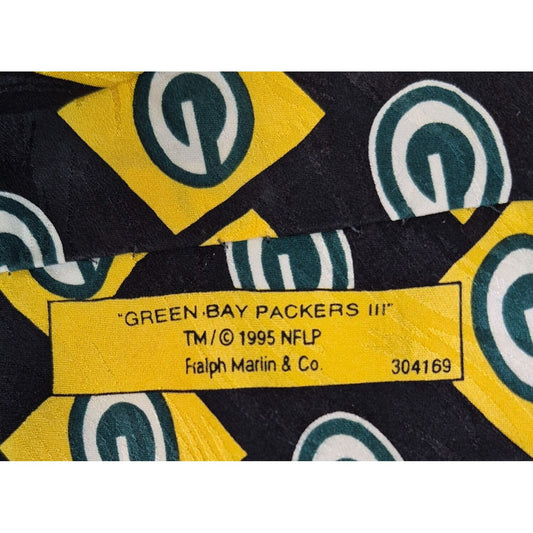 "GREEN BAY PACKERS III"
TM/© 1995 NFLP
Ralph Marlin & Co. 304169
G
G
G
G
G
G